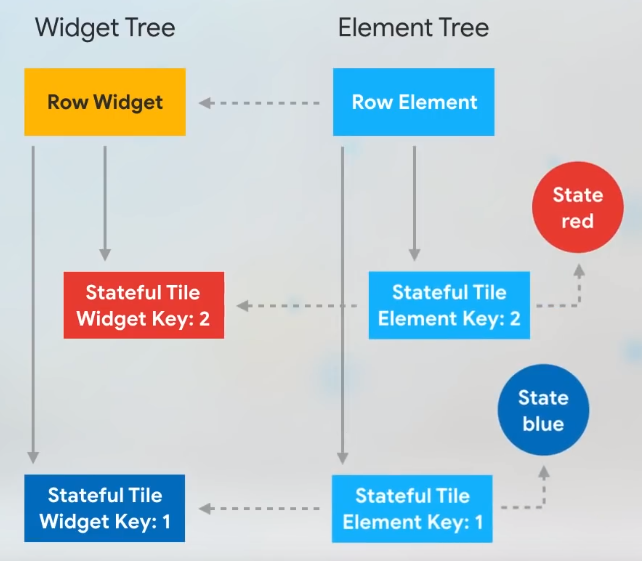 Widget Tree
Element Tree
Row Widget
Row Element
State
red
Stateful Tile
Widget Key: 2
Stateful Tile
Element Key: 2
State
blue
Stateful Tile
Widget Key: 1
Stateful Tile
Element Key: 1